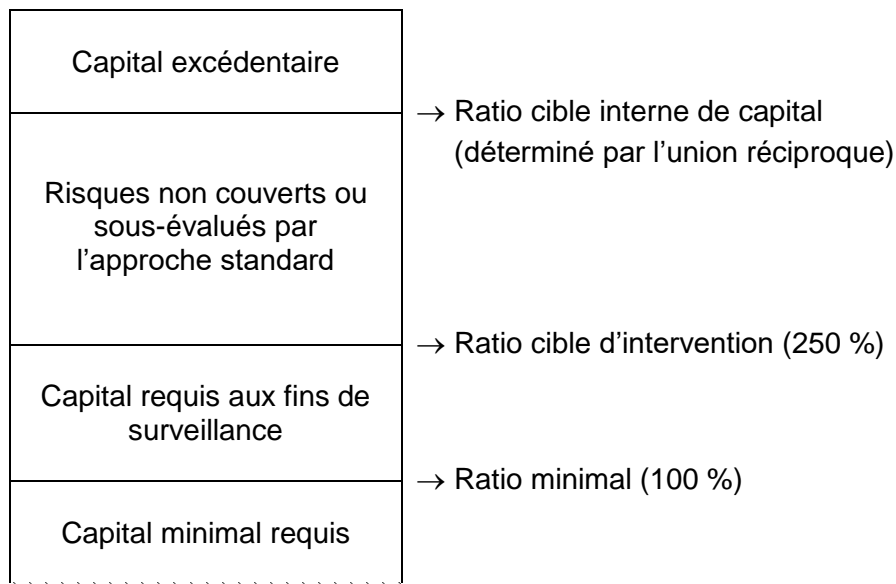 Capital excédentaire
→ Ratio cible interne de capital
(déterminé par l’union réciproque)
Risques non couverts ou
sous-évalués par
l’approche standard
→ Ratio cible d’intervention (250 %)
Capital requis aux fins de
surveillance
→ Ratio minimal (100 %)
Capital minimal requis